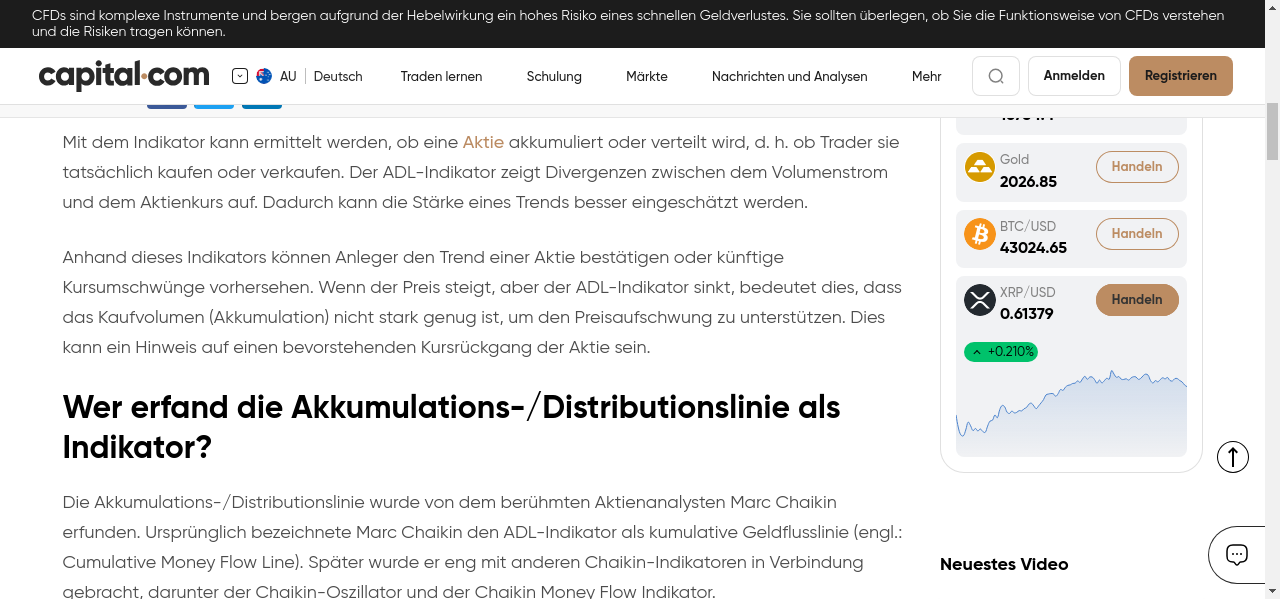 CFDs sind komplexe Instrumente und bergen aufgrund der Hebelwirkung ein hohes Risiko eines schnellen Geldverlustes. Sie sollten überlegen, ob Sie die Funktionsweise von CFDs verstehen
und die Risiken tragen können.
capital.com
AU
Deutsch
Traden lernen
Schulung
Märkte
Nachrichten und Analysen
Mehr
Anmelden
Registrieren
Mit dem Indikator kann ermittelt werden, ob eine Aktie akkumuliert oder verteilt wird, d. h. ob Trader sie
tatsächlich kaufen oder verkaufen. Der ADL-Indikator zeigt Divergenzen zwischen dem Volumenstrom
und dem Aktienkurs auf. Dadurch kann die Stärke eines Trends besser eingeschätzt werden.
Anhand dieses Indikators können Anleger den Trend einer Aktie bestätigen oder künftige
Kursumschwünge vorhersehen. Wenn der Preis steigt, aber der ADL-Indikator sinkt, bedeutet dies, dass
das Kaufvolumen (Akkumulation) nicht stark genug ist, um den Preisaufschwung zu unterstützen. Dies
kann ein Hinweis auf einen bevorstehenden Kursrückgang der Aktie sein.
Wer erfand die Akkumulations-/Distributionslinie als
Indikator?
Die Akkumulations-/Distributionslinie wurde von dem berühmten Aktienanalysten Marc Chaikin
erfunden. Ursprünglich bezeichnete Marc Chaikin den ADL-Indikator als kumulative Geldflusslinie (engl.:
Cumulative Money Flow Line). Später wurde er eng mit anderen Chaikin-Indikatoren in Verbindung
gebracht, darunter der Chaikin-Oszillator und der Chaikin Money Flow Indikator.
Gold
2026.85
Handeln
BTC/USD
43024.65
Handeln
XRP/USD
0.61379
Handeln
+0.210%
Neuestes Video